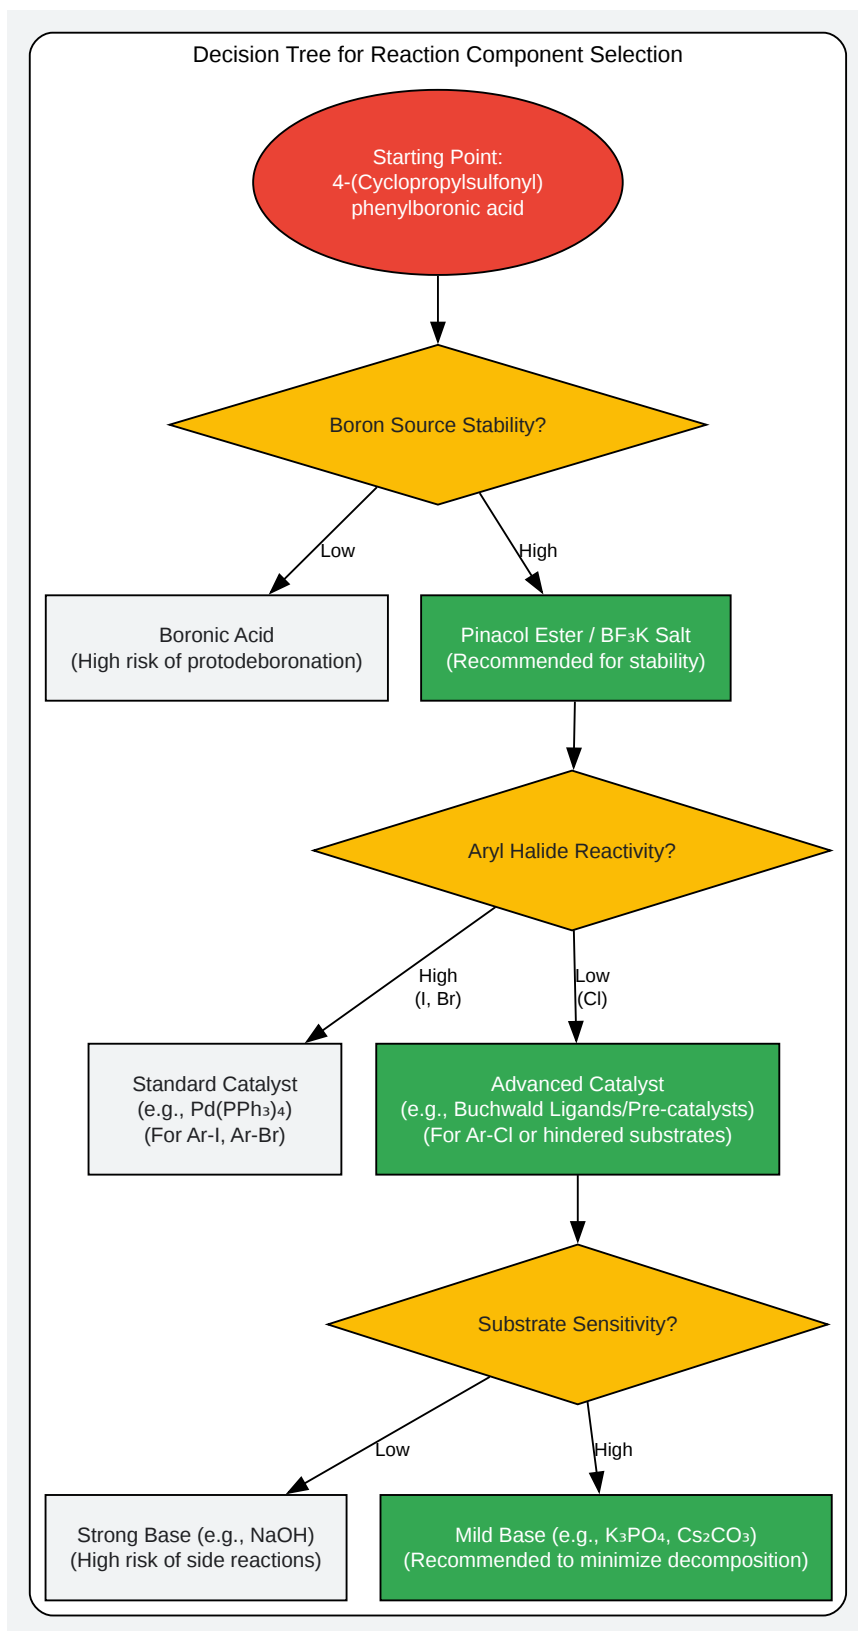 Decision Tree for Reaction Component Selection
Starting Point:
4-(Cyclopropylsulfonyl)
phenylboronic acid
Boron Source Stability?
Low
High
Boronic Acid
(High risk of protodeboronation)
Pinacol Ester / BF₃K Salt
(Recommended for stability)
Aryl Halide Reactivity?
High
(I, Br)
Low
(Cl)
Standard Catalyst
(e.g., Pd(PPh₃)₄)
(For Ar-I, Ar-Br)
Advanced Catalyst
(e.g., Buchwald Ligands/Pre-catalysts)
(For Ar-Cl or hindered substrates)
Substrate Sensitivity?
Low
High
Strong Base (e.g., NaOH)
(High risk of side reactions)
Mild Base (e.g., K₃PO₄, Cs₂CO₃)
(Recommended to minimize decomposition)